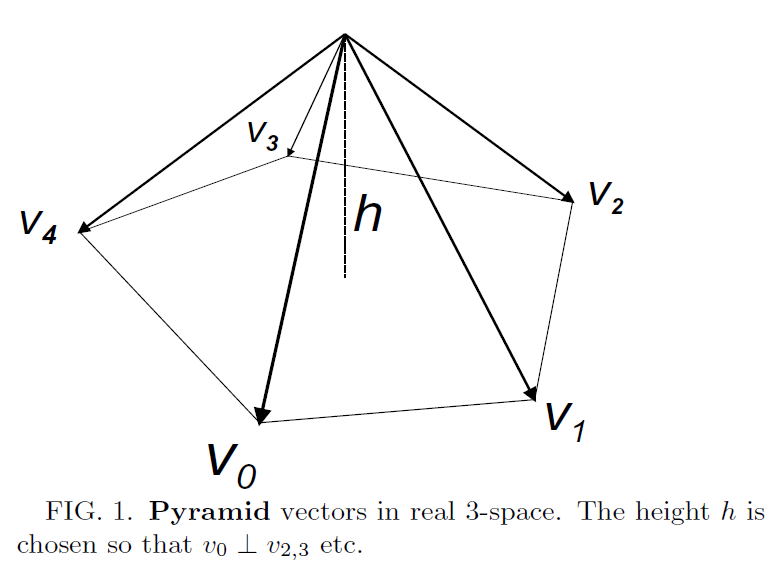 v3
v2
v4
h
v1
v0
FIG. 1. Pyramid vectors in real 3-space. The height h is
chosen so that v0 ⊥ v2,3 etc.